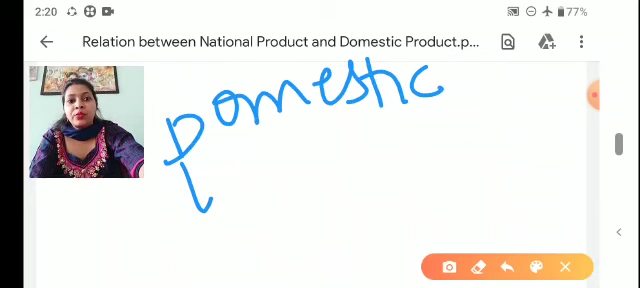 2:20 77%
Relation between National Product and Domestic Product.p...
Domestic